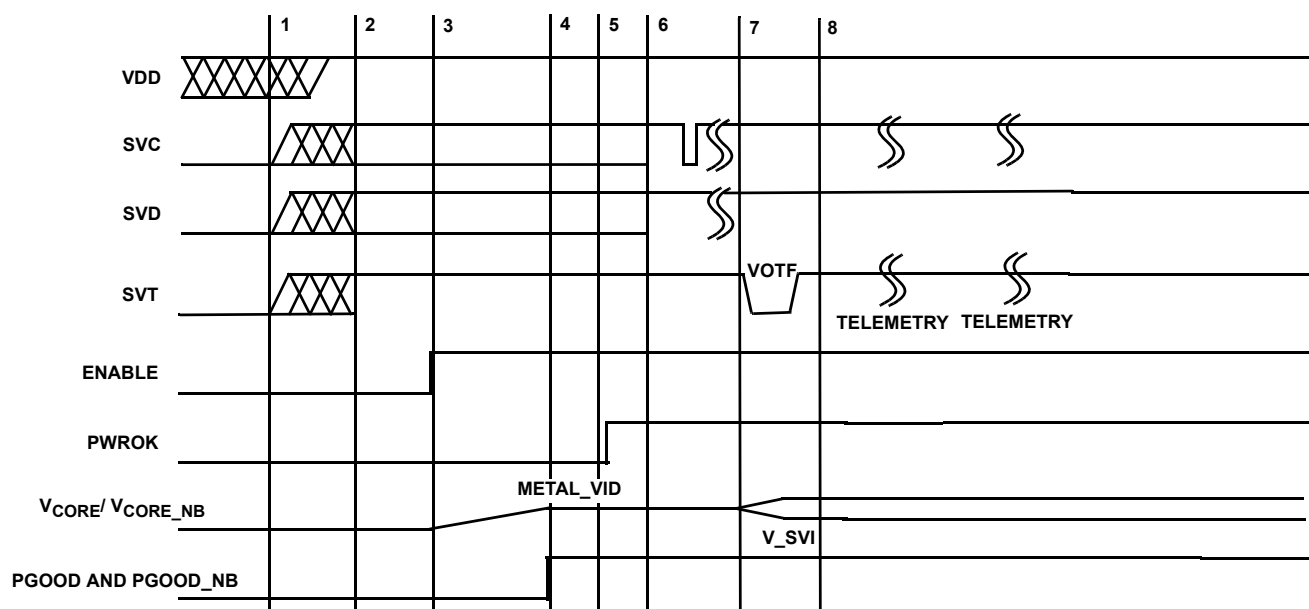 1 2 3 4 5 6 7 8
VDD
SVC
SVD
SVT
VOTF
TELEMETRY TELEMETRY
ENABLE
PWROK
METAL_VID
VCORE/ VCORE_NB
V_SVI
PGOOD AND PGOOD_NB